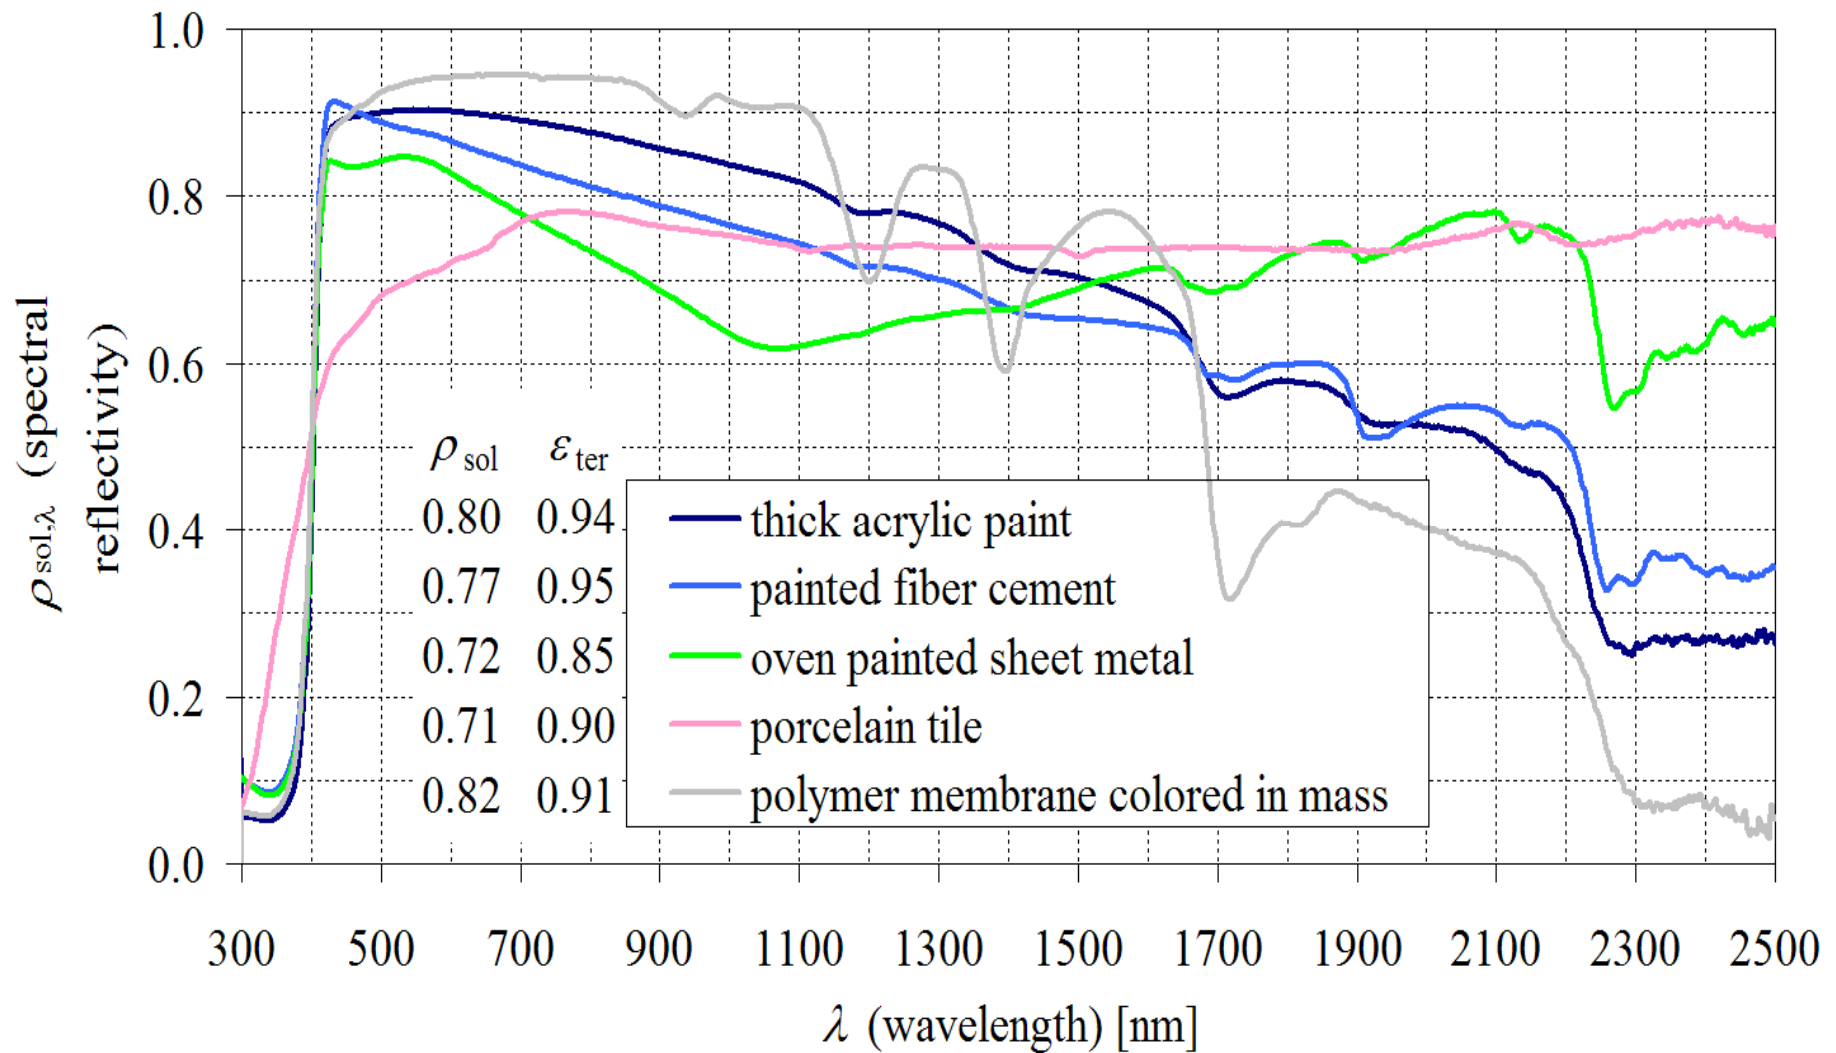 1.0
0.8
0.6
0.4
0.2
0.0
ρ sol,λ (spectral
reflectivity)
ρ sol ε ter
0.80 0.94 thick acrylic paint
0.77 0.95 painted fiber cement
0.72 0.85 oven painted sheet metal
0.71 0.90 porcelain tile
0.82 0.91 polymer membrane colored in mass
300 500 700 900 1100 1300 1500 1700 1900 2100 2300 2500
λ (wavelength) [nm]